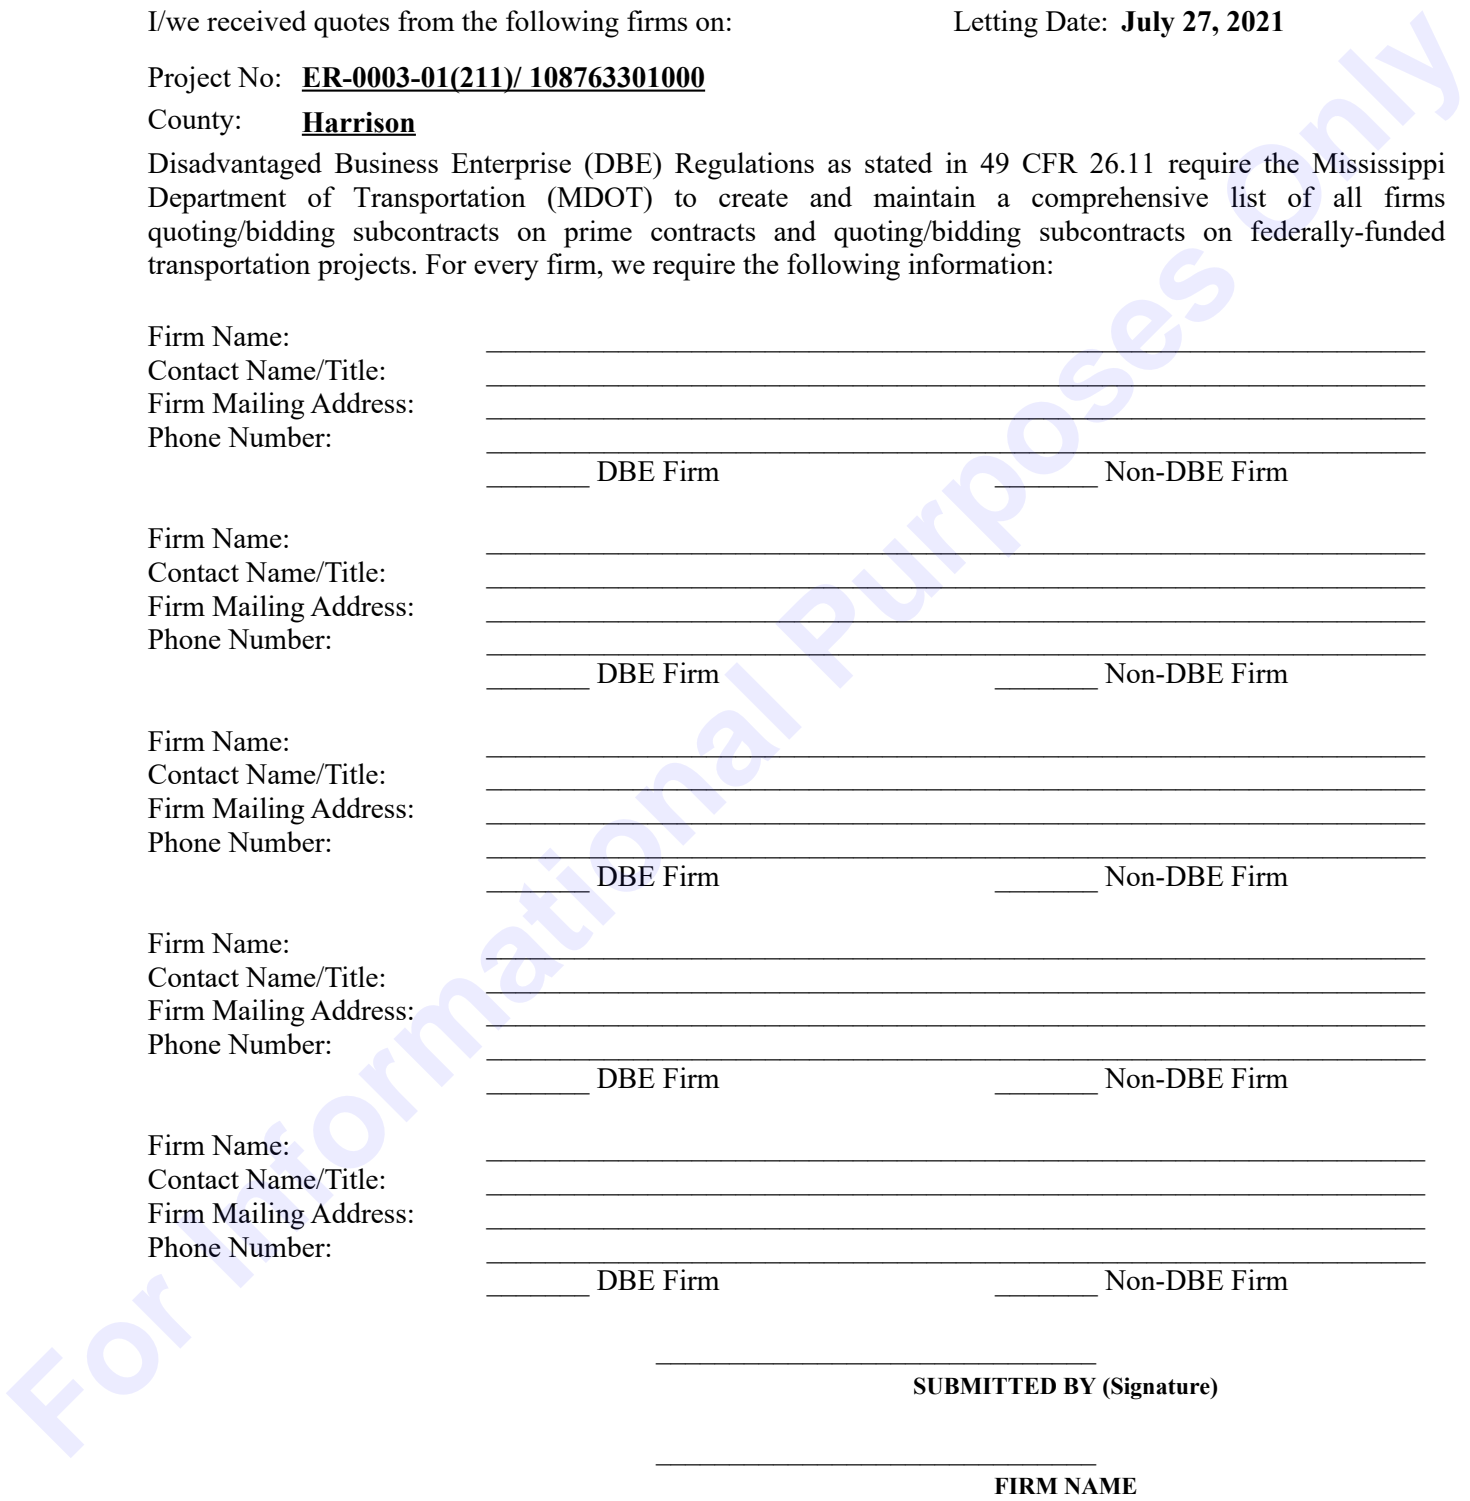 I/we received quotes from the following firms on: Letting Date: July 27, 2021
Project No: ER-0003-01(211)/ 108763301000
County: Harrison
Disadvantaged Business Enterprise (DBE) Regulations as stated in 49 CFR 26.11 require the Mississippi
Department of Transportation (MDOT) to create and maintain a comprehensive list of all firms
quoting/bidding subcontracts on prime contracts and quoting/bidding subcontracts on federally-funded
transportation projects. For every firm, we require the following information:
Firm Name:
Contact Name/Title:
Firm Mailing Address:
Phone Number:
DBE Firm Non-DBE Firm
Firm Name:
Contact Name/Title:
Firm Mailing Address:
Phone Number:
DBE Firm Non-DBE Firm
Firm Name:
Contact Name/Title:
Firm Mailing Address:
Phone Number:
DBE Firm Non-DBE Firm
Firm Name:
Contact Name/Title:
Firm Mailing Address:
Phone Number:
DBE Firm Non-DBE Firm
Firm Name:
Contact Name/Title:
Firm Mailing Address:
Phone Number:
DBE Firm Non-DBE Firm
SUBMITTED BY (Signature)
FIRM NAME
For Informational Purposes Only